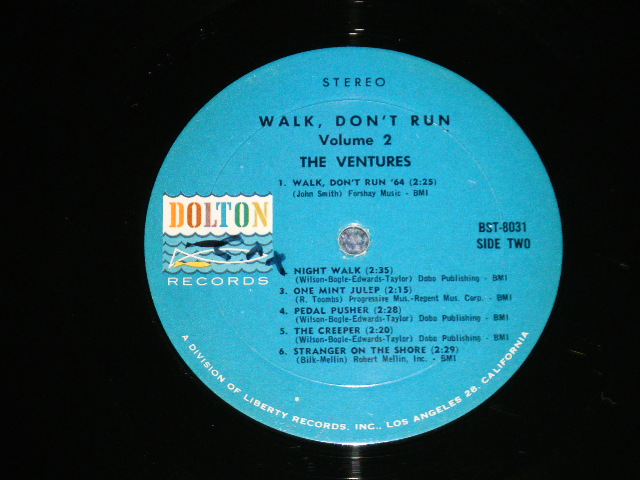 STEREO
WALK, DON'T RUN
Volume 2
THE VENTURES
1. WALK, DON'T RUN '64 (2:25)
(John Smith) Forshay Music - BMI
DOLTON
RECORDS
BST-8031
SIDE TWO
NIGHT WALK (2:35)
(Wilson-Bogle-Edwards-Taylor) Dobo Publishing - BMI
3. ONE MINT JULEP (2:15)
(R. Toombs) Progressive Mus.-Regent Mus. Corp. - BMI
4. PEDAL PUSHER (2:28)
(Wilson-Bogle-Edwards-Taylor) Dobo Publishing - BMI
5. THE CREEPER (2:20)
(Wilson-Bogle-Edwards-Taylor) Dobo Publishing - BMI
6. STRANGER ON THE SHORE (2:29)
(Bilk-Mellin) Robert Mellin, Inc. - BMI
A DIVISION OF LIBERTY RECORDS, INC., LOS ANGELES 28, CALIFORNIA